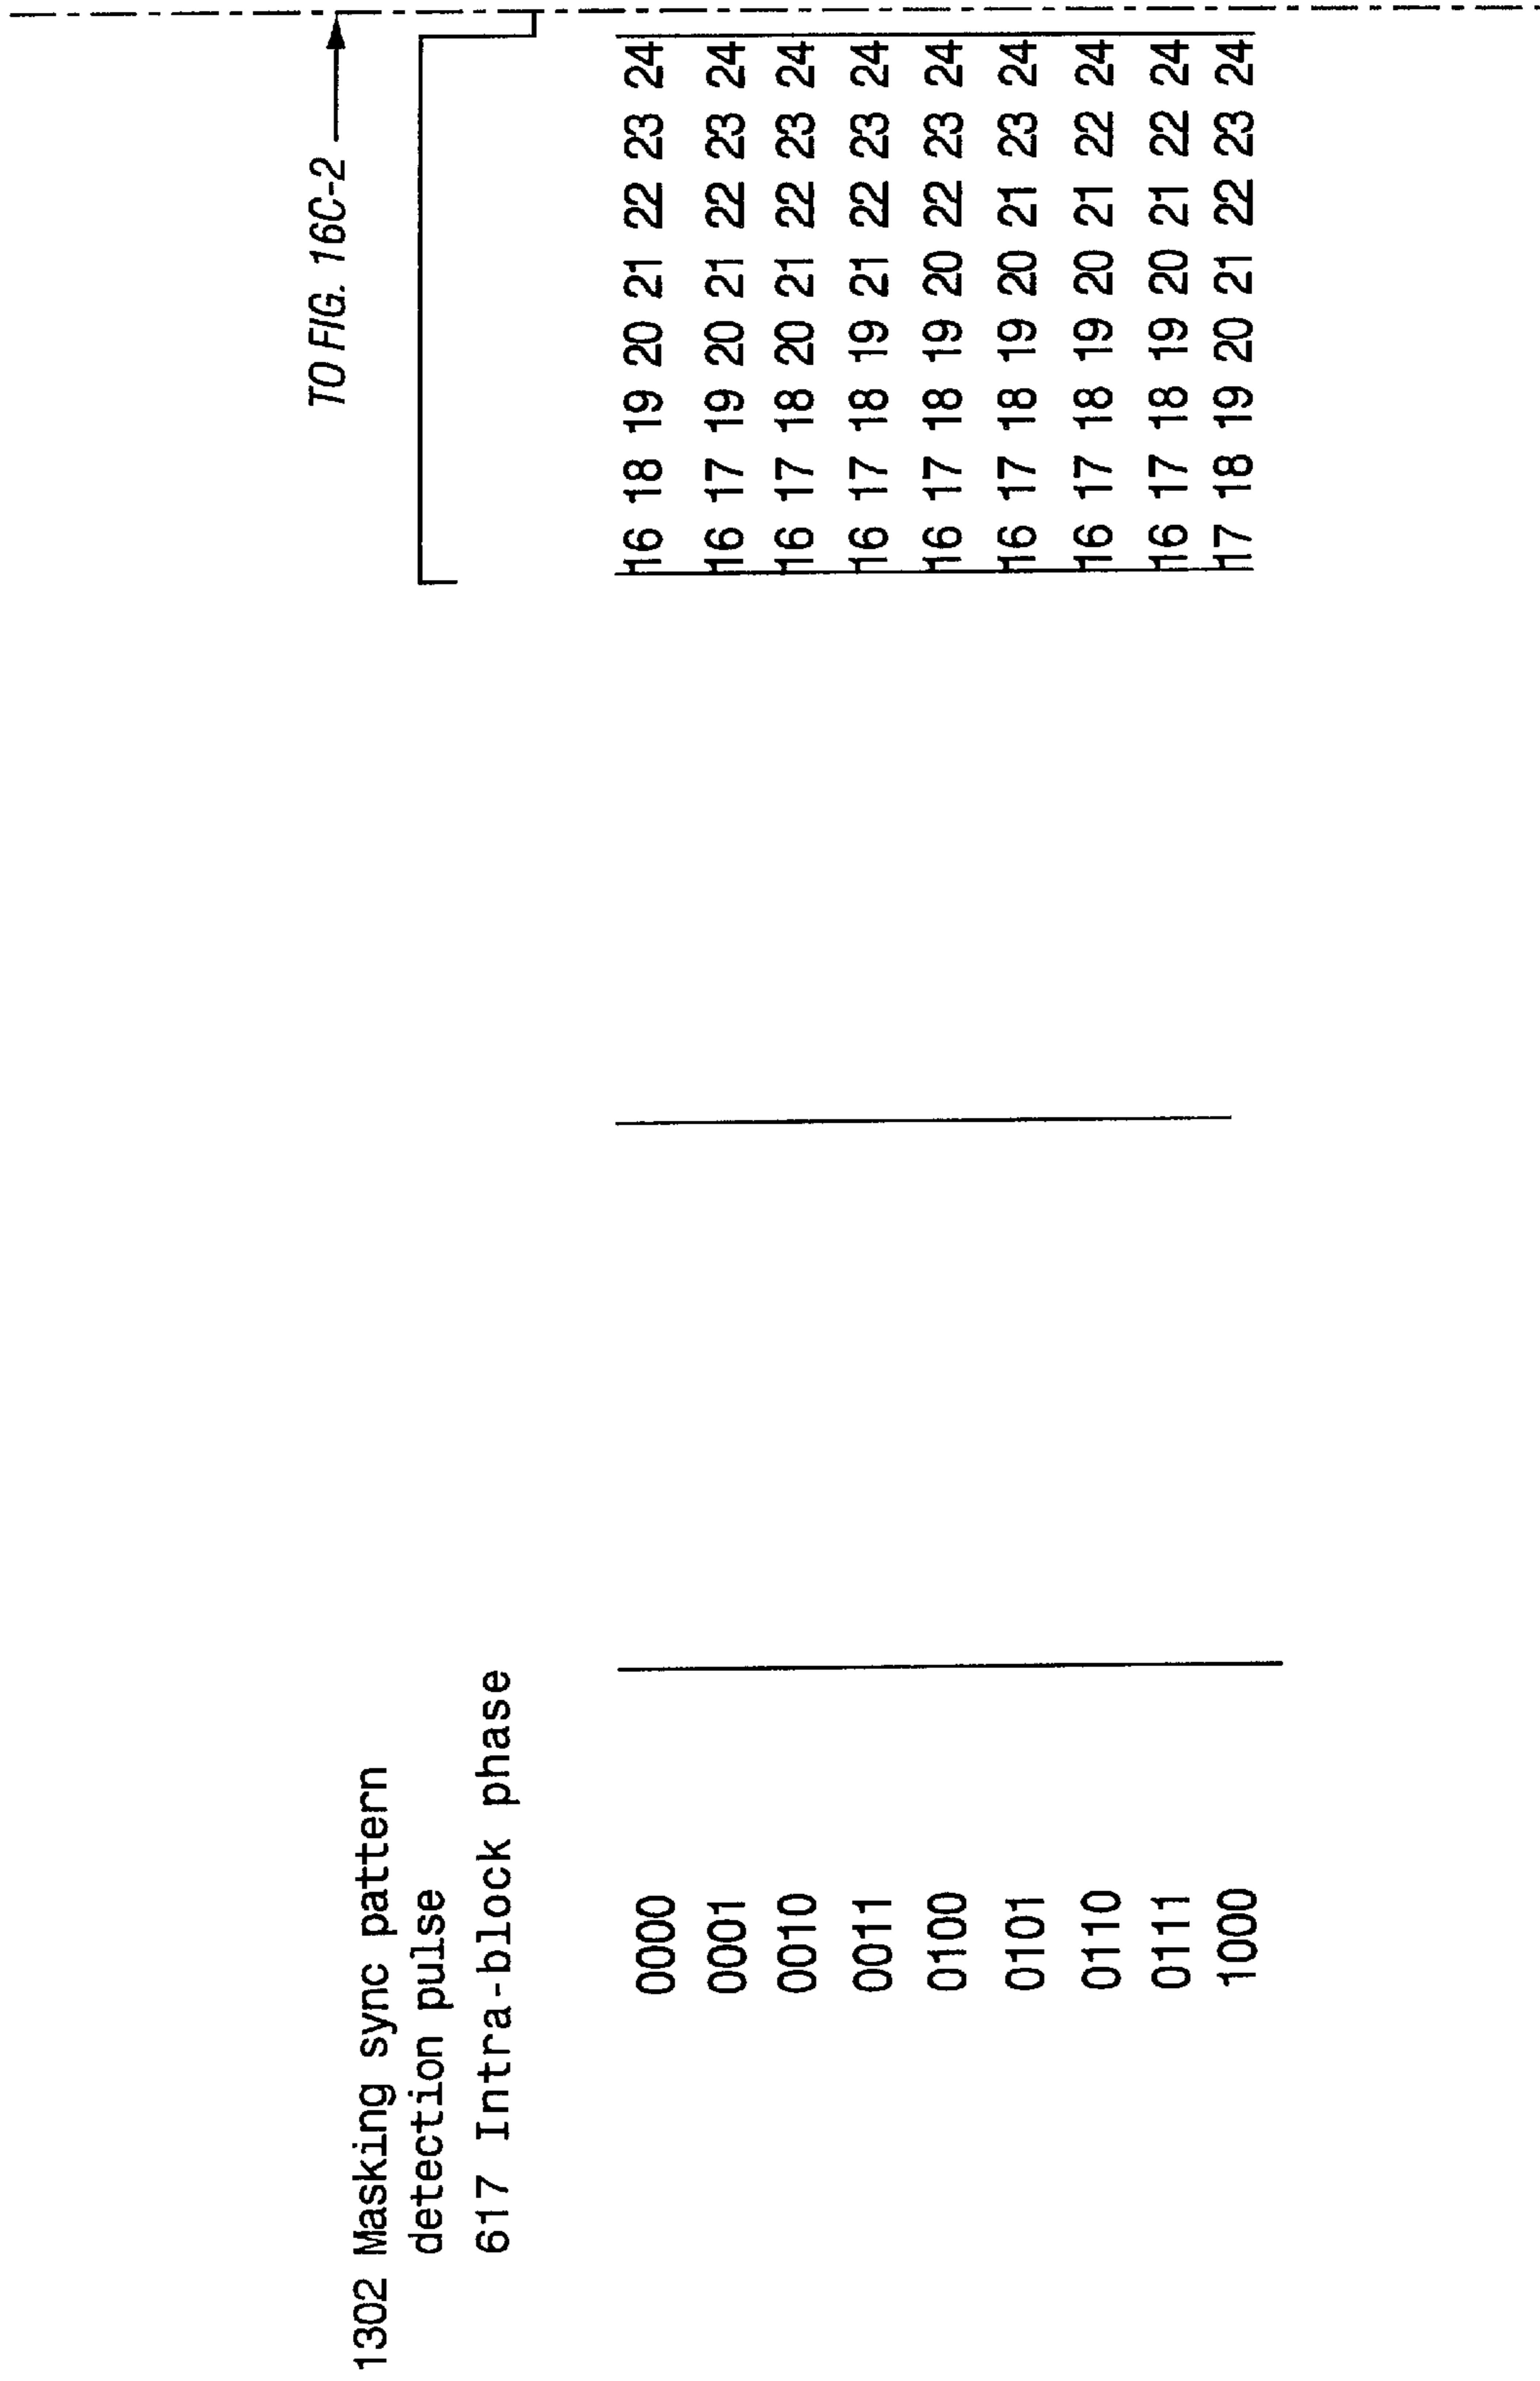 TO FIG. 16C-2
1302 Masking sync pattern
detection pulse
617 Intra-block phase
0000 16 18 19 20 21 22 23 24
0001 16 17 19 20 21 22 23 24
0010 16 17 18 20 21 22 23 24
0011 16 17 18 19 21 22 23 24
0100 16 17 18 19 20 22 23 24
0101 16 17 18 19 20 21 23 24
0110 16 17 18 19 20 21 22 24
0111 16 17 18 19 20 21 22 24
1000 17 18 19 20 21 22 23 24